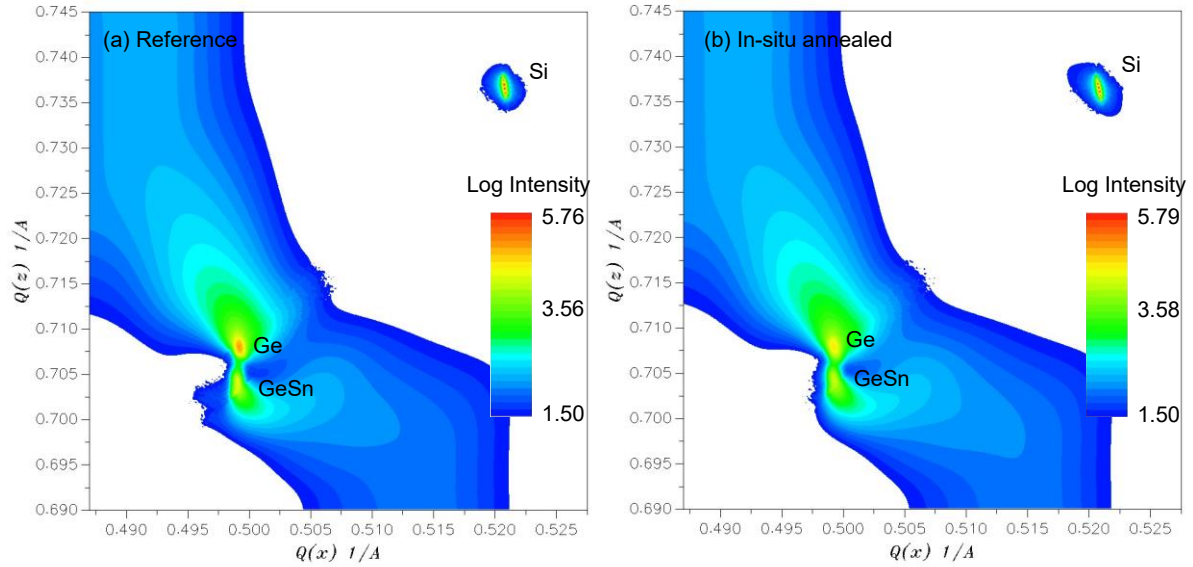 (a) Reference
Si
Log Intensity
5.76
3.56
1.50
Ge
GeSn
0.745
0.740
0.735
0.730
0.725
0.720
0.715
0.710
0.705
0.700
0.695
0.690
Q(z) 1/A
0.490 0.495 0.500 0.505 0.510 0.515 0.520 0.525
Q(x) 1/A
(b) In-situ annealed
Si
Log Intensity
5.79
3.58
1.50
Ge
GeSn
0.745
0.740
0.735
0.730
0.725
0.720
0.715
0.710
0.705
0.700
0.695
0.690
Q(z) 1/A
0.490 0.495 0.500 0.505 0.510 0.515 0.520 0.525
Q(x) 1/A